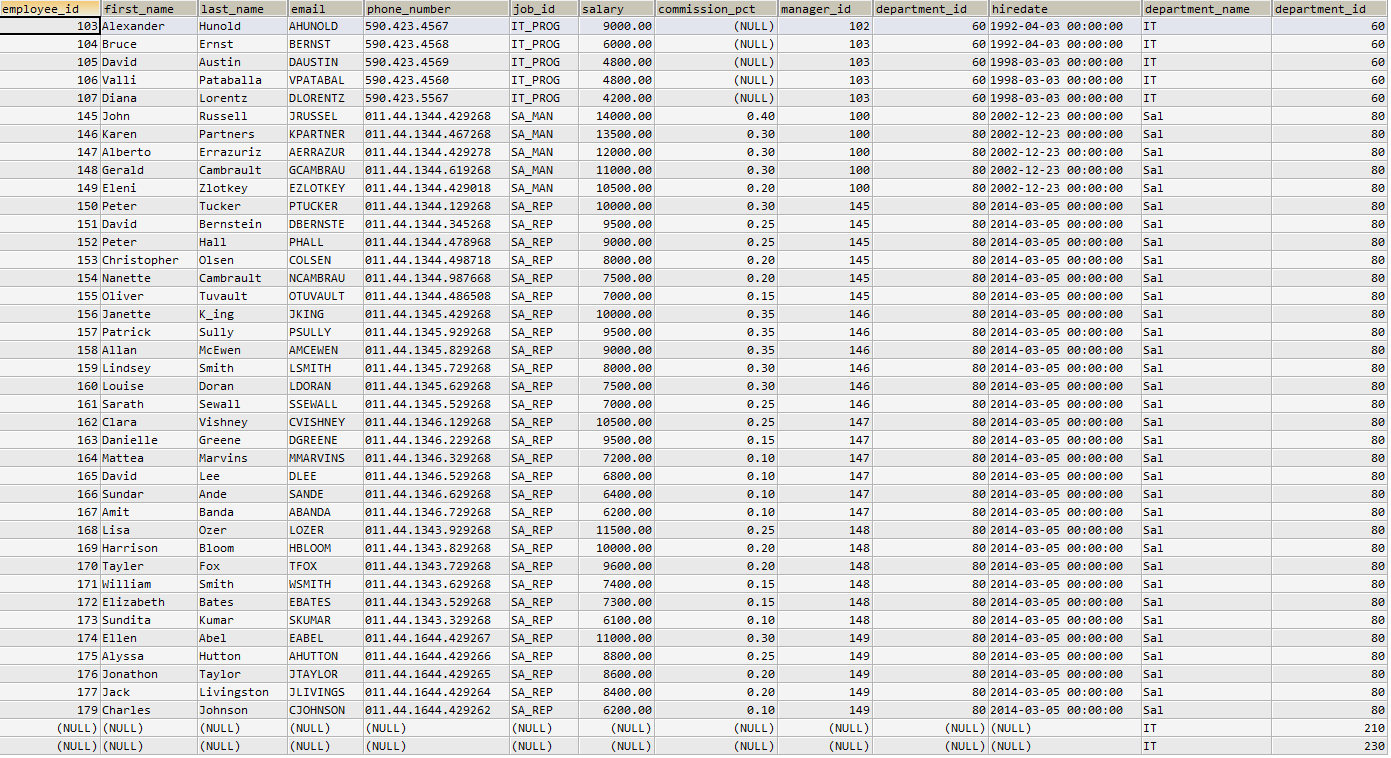 employee_id first_name last_name email phone_number job_id salary commission_pct manager_id department_id hiredate department_name department_id
103 Alexander Hunold AHUNOLD 590.423.4567 IT_PROG 9000.00 (NULL) 102 60 1992-04-03 00:00:00 IT 60
104 Bruce Ernst BERNST 590.423.4568 IT_PROG 6000.00 (NULL) 103 60 1992-04-03 00:00:00 IT 60
105 David Austin DAUSTIN 590.423.4569 IT_PROG 4800.00 (NULL) 103 60 1998-03-03 00:00:00 IT 60
106 Valli Pataballa VPATABAL 590.423.4560 IT_PROG 4800.00 (NULL) 103 60 1998-03-03 00:00:00 IT 60
107 Diana Lorentz DLORENTZ 590.423.5567 IT_PROG 4200.00 (NULL) 103 60 1998-03-03 00:00:00 IT 60
145 John Russell JRUSSEL 011.44.1344.429268 SA_MAN 14000.00 0.40 100 80 2002-12-23 00:00:00 Sal 80
146 Karen Partners KPARTNER 011.44.1344.467268 SA_MAN 13500.00 0.30 100 80 2002-12-23 00:00:00 Sal 80
147 Alberto Errazuriz AERRAZUR 011.44.1344.429278 SA_MAN 12000.00 0.30 100 80 2002-12-23 00:00:00 Sal 80
148 Gerald Cambrault GCAMBRAU 011.44.1344.619268 SA_MAN 11000.00 0.30 100 80 2002-12-23 00:00:00 Sal 80
149 Eleni Zlotkey EZLOTKEY 011.44.1344.429018 SA_MAN 10500.00 0.20 100 80 2002-12-23 00:00:00 Sal 80
150 Peter Tucker PTUCKER 011.44.1344.129268 SA_REP 10000.00 0.30 145 80 2014-03-05 00:00:00 Sal 80
151 David Bernstein DBERNSTE 011.44.1344.345268 SA_REP 9500.00 0.25 145 80 2014-03-05 00:00:00 Sal 80
152 Peter Hall PHALL 011.44.1344.478968 SA_REP 9000.00 0.25 145 80 2014-03-05 00:00:00 Sal 80
153 Christopher Olsen COLSEN 011.44.1344.498718 SA_REP 8000.00 0.20 145 80 2014-03-05 00:00:00 Sal 80
154 Nanette Cambrault NCAMBRAU 011.44.1344.987668 SA_REP 7500.00 0.20 145 80 2014-03-05 00:00:00 Sal 80
155 Oliver Tuvault OTUVAULT 011.44.1344.486508 SA_REP 7000.00 0.15 145 80 2014-03-05 00:00:00 Sal 80
156 Janette K_ing JKING 011.44.1345.429268 SA_REP 10000.00 0.35 146 80 2014-03-05 00:00:00 Sal 80
157 Patrick Sully PSULLY 011.44.1345.929268 SA_REP 9500.00 0.35 146 80 2014-03-05 00:00:00 Sal 80
158 Allan McEwen AMCEWEN 011.44.1345.829268 SA_REP 9000.00 0.35 146 80 2014-03-05 00:00:00 Sal 80
159 Lindsey Smith LSMITH 011.44.1345.729268 SA_REP 8000.00 0.30 146 80 2014-03-05 00:00:00 Sal 80
160 Louise Doran LDORAN 011.44.1345.629268 SA_REP 7500.00 0.30 146 80 2014-03-05 00:00:00 Sal 80
161 Sarath Sewall SSEWALL 011.44.1345.529268 SA_REP 7000.00 0.25 146 80 2014-03-05 00:00:00 Sal 80
162 Clara Vishney CVISHNEY 011.44.1346.129268 SA_REP 10500.00 0.25 147 80 2014-03-05 00:00:00 Sal 80
163 Danielle Greene DGREENE 011.44.1346.229268 SA_REP 9500.00 0.15 147 80 2014-03-05 00:00:00 Sal 80
164 Mattea Marvins MMARVINS 011.44.1346.329268 SA_REP 7200.00 0.10 147 80 2014-03-05 00:00:00 Sal 80
165 David Lee DLEE 011.44.1346.529268 SA_REP 6800.00 0.10 147 80 2014-03-05 00:00:00 Sal 80
166 Sundar Ande SANDE 011.44.1346.629268 SA_REP 6400.00 0.10 147 80 2014-03-05 00:00:00 Sal 80
167 Amit Banda ABANDA 011.44.1346.729268 SA_REP 6200.00 0.10 147 80 2014-03-05 00:00:00 Sal 80
168 Lisa Ozer LOZER 011.44.1343.929268 SA_REP 11500.00 0.25 148 80 2014-03-05 00:00:00 Sal 80
169 Harrison Bloom HBLOOM 011.44.1343.829268 SA_REP 10000.00 0.20 148 80 2014-03-05 00:00:00 Sal 80
170 Tayler Fox TFOX 011.44.1343.729268 SA_REP 9600.00 0.20 148 80 2014-03-05 00:00:00 Sal 80
171 William Smith WSMITH 011.44.1343.629268 SA_REP 7400.00 0.15 148 80 2014-03-05 00:00:00 Sal 80
172 Elizabeth Bates EBATES 011.44.1343.529268 SA_REP 7300.00 0.15 148 80 2014-03-05 00:00:00 Sal 80
173 Sundita Kumar SKUMAR 011.44.1343.329268 SA_REP 6100.00 0.10 148 80 2014-03-05 00:00:00 Sal 80
174 Ellen Abel EABEL 011.44.1644.429267 SA_REP 11000.00 0.30 149 80 2014-03-05 00:00:00 Sal 80
175 Alyssa Hutton AHUTTON 011.44.1644.429266 SA_REP 8800.00 0.25 149 80 2014-03-05 00:00:00 Sal 80
176 Jonathon Taylor JTAYLOR 011.44.1644.429265 SA_REP 8600.00 0.20 149 80 2014-03-05 00:00:00 Sal 80
177 Jack Livingston JLIVINGS 011.44.1644.429264 SA_REP 8400.00 0.20 149 80 2014-03-05 00:00:00 Sal 80
179 Charles Johnson CJOHNSON 011.44.1644.429262 SA_REP 6200.00 0.10 149 80 2014-03-05 00:00:00 Sal 80
(NULL) (NULL) (NULL) (NULL) (NULL) (NULL) (NULL) (NULL) (NULL) (NULL) (NULL) IT 210
(NULL) (NULL) (NULL) (NULL) (NULL) (NULL) (NULL) (NULL) (NULL) (NULL) (NULL) IT 230